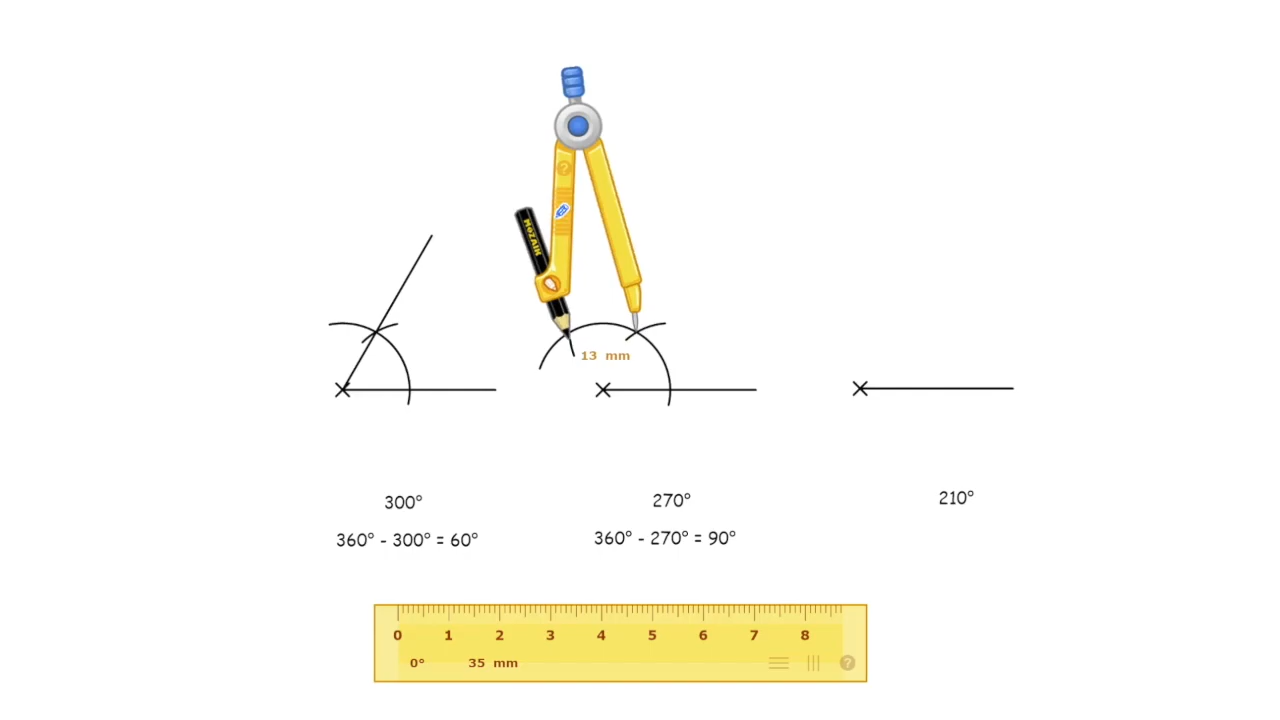 MOZAIK
13 mm
300° 270° 210°
360° - 300° = 60° 360° - 270° = 90°
0 1 2 3 4 5 6 7 8
0° 35 mm ?
?